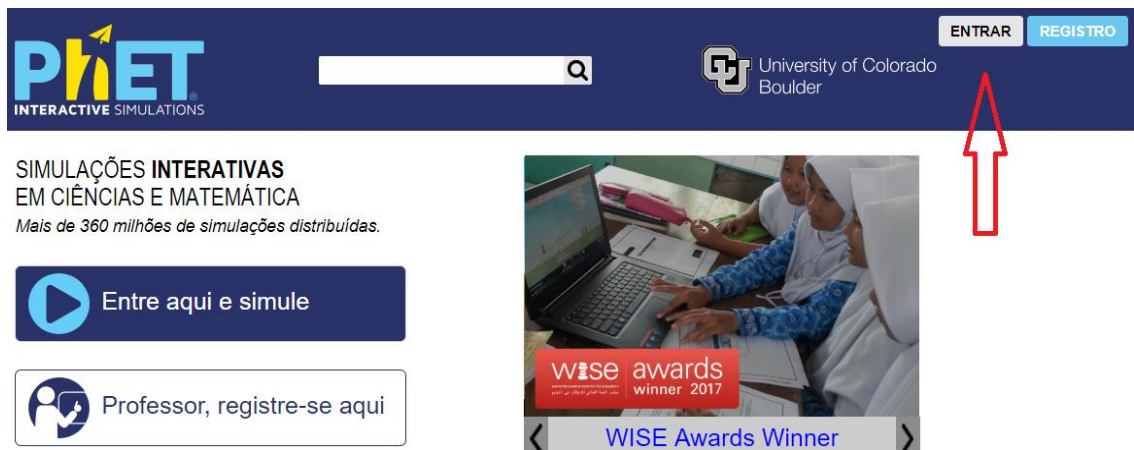 ENTRAR REGISTRO
PhET
INTERACTIVE SIMULATIONS
University of Colorado
Boulder
SIMULAÇÕES INTERATIVAS
EM CIÊNCIAS E MATEMÁTICA
Mais de 360 milhões de simulações distribuídas.
Entre aqui e simule
Professor, registre-se aqui
wise awards
winner 2017
WISE Awards Winner